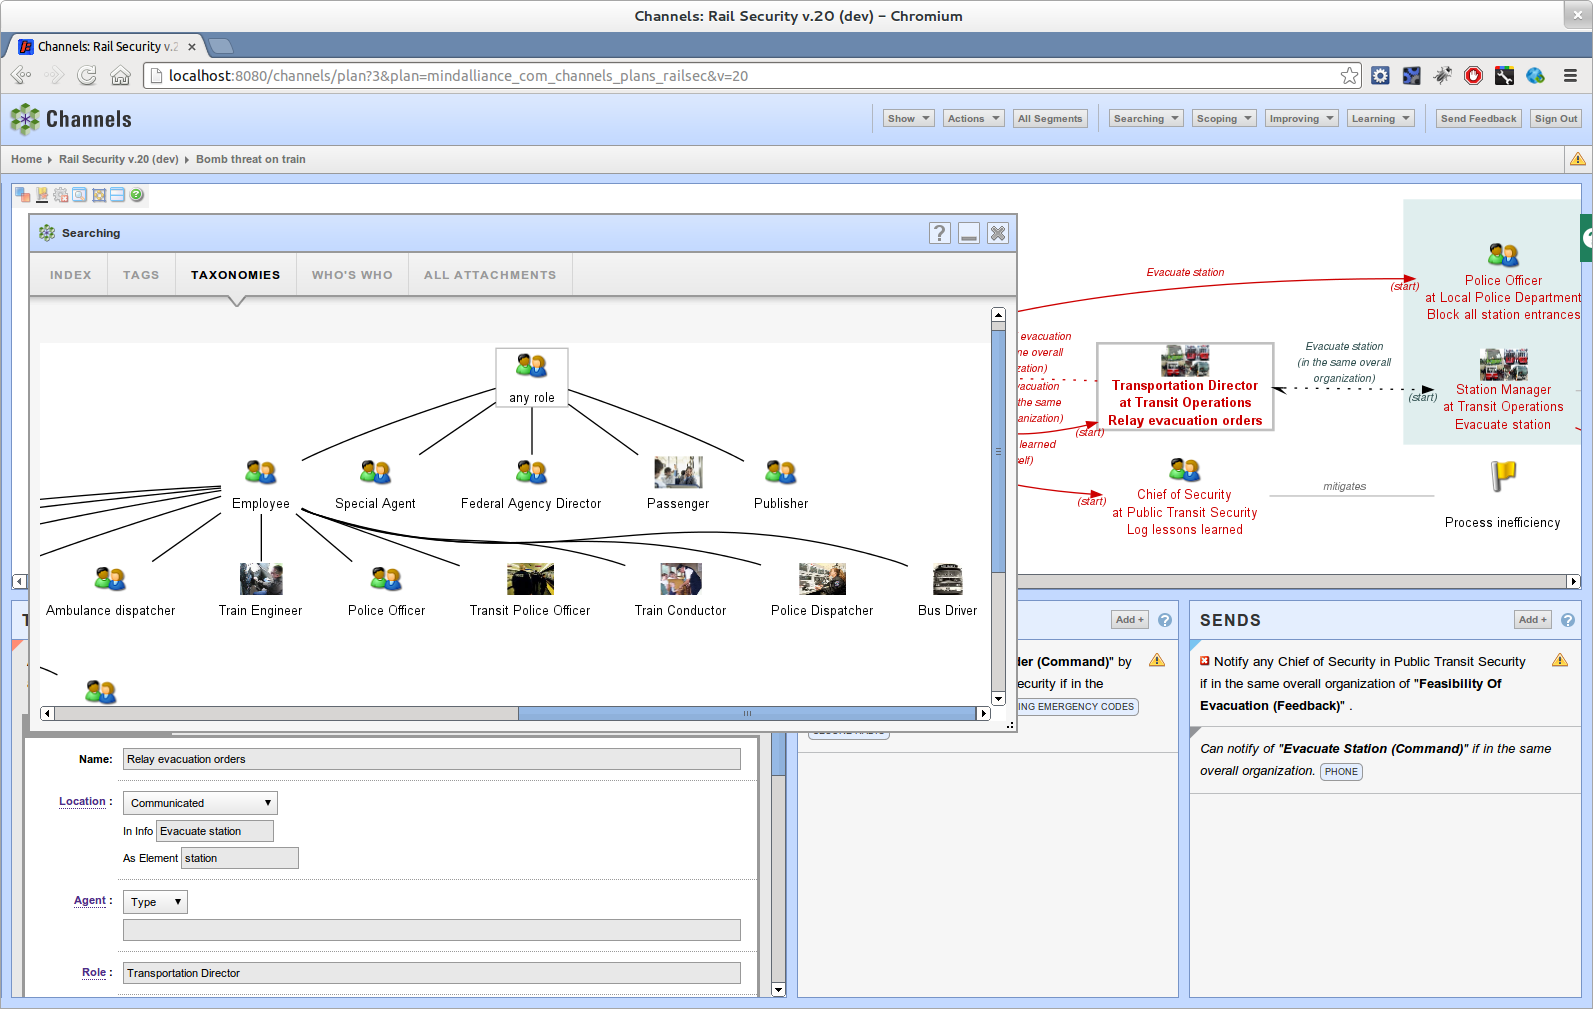 Channels: Rail Security v.20 (dev) - Chromium
Channels: Rail Security v.2
localhost:8080/channels/plan?3&plan=mindalliance_com_channels_plans_railsec&v=20
Channels
Show
Actions
All Segments
Searching
Scoping
Improving
Learning
Send Feedback
Sign Out
Home
Rail Security v.20 (dev)
Bomb threat on train
Searching
INDEX
TAGS
TAXONOMIES
WHO'S WHO
ALL ATTACHMENTS
any role
Employee
Special Agent
Federal Agency Director
Passenger
Publisher
Ambulance dispatcher
Train Engineer
Police Officer
Transit Police Officer
Train Conductor
Police Dispatcher
Bus Driver
Evacuate station
(start)
Police Officer
at Local Police Department
Block all station entrances
evacuation
overall
Transportation Director
at Transit Operations
Relay evacuation orders
Evacuate station
(in the same overall
organization)
(start)
Station Manager
at Transit Operations
Evacuate station
the same
(start)
learned
(start)
Chief of Security
at Public Transit Security
Log lessons learned
mitigates
Process inefficiency
Add +
der (Command)" by
ecurity if in the
ING EMERGENCY CODES
SENDS
Add +
Notify any Chief of Security in Public Transit Security
if in the same overall organization of "Feasibility Of
Evacuation (Feedback)" .
Can notify of "Evacuate Station (Command)" if in the same
overall organization. PHONE
Name: Relay evacuation orders
Location : Communicated
In Info Evacuate station
As Element station
Agent : Type
Role : Transportation Director